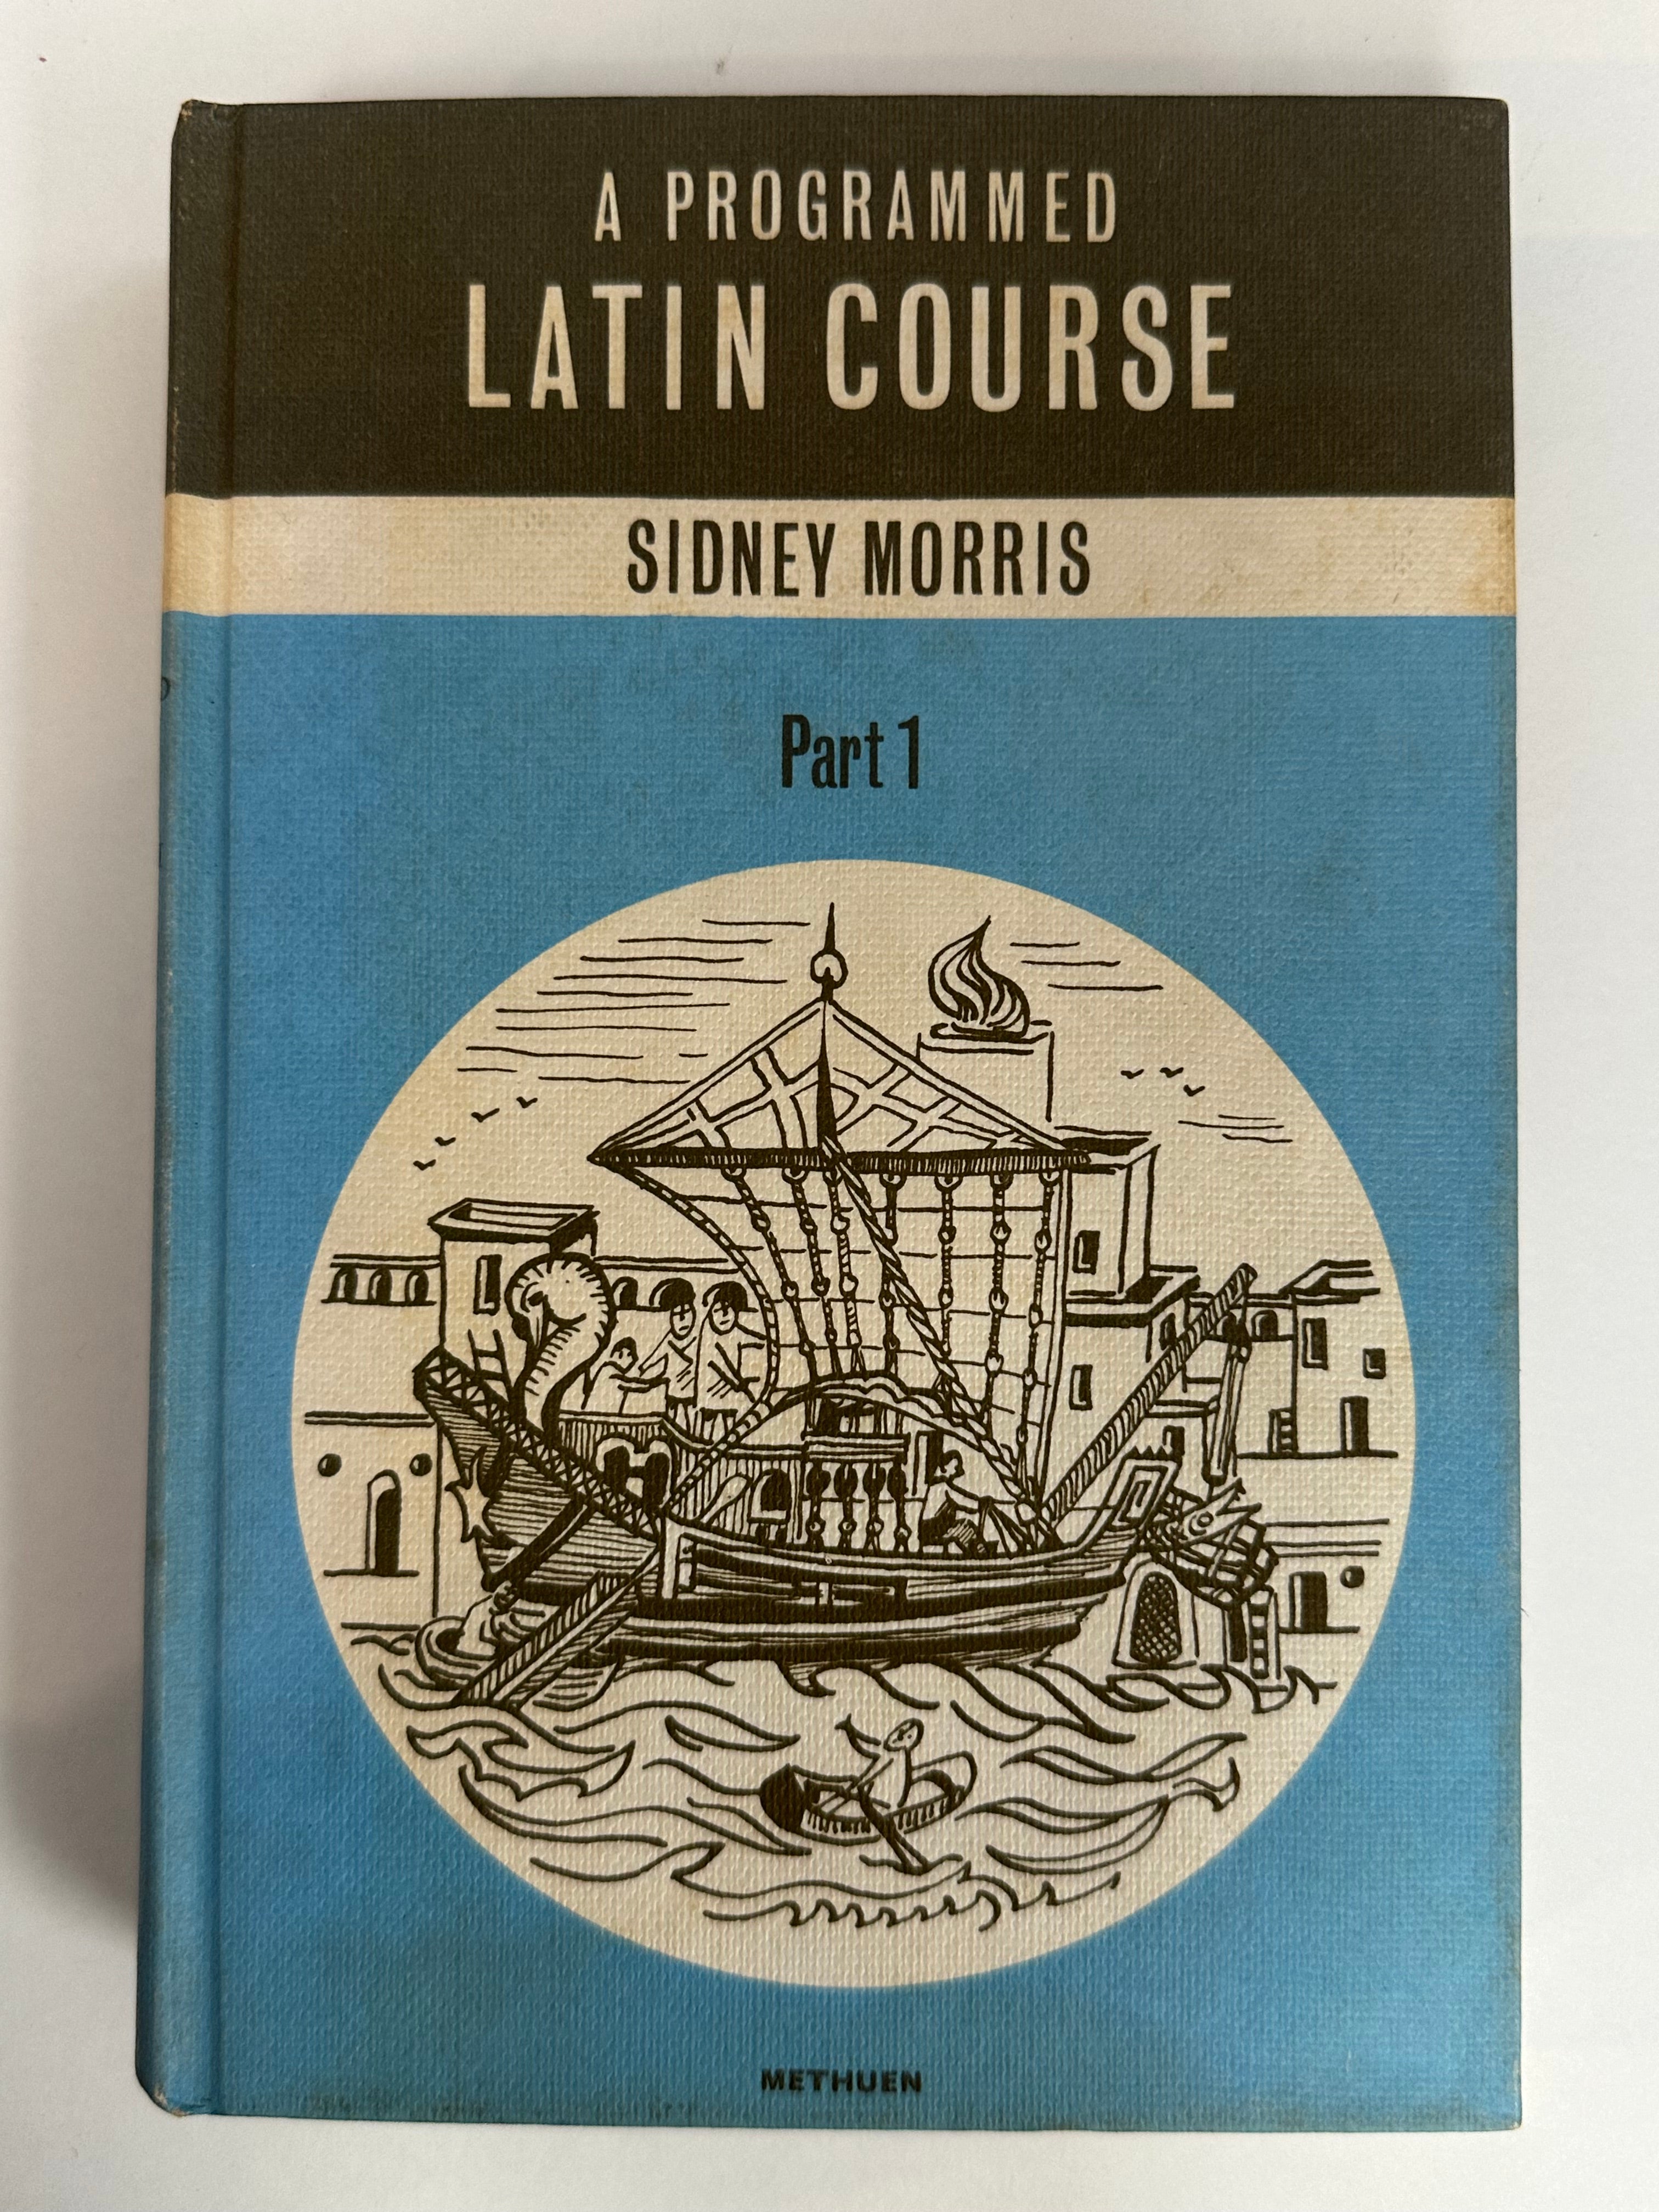 A PROGRAMMED
LATIN COURSE
SIDNEY MORRIS
Part 1
METHUEN